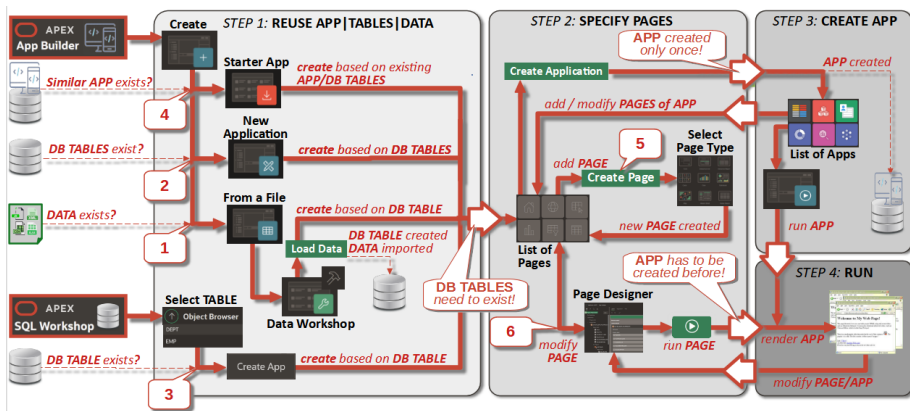 APEX
App Builder
Create
STEP 1: REUSE APP|TABLES|DATA
Similar APP exists?
4
Starter App
create based on existing
APP/DB TABLES
DB TABLES exist?
2
New
Application
create based on DB TABLES
DATA exists?
1
From a File
create based on DB TABLE
Load Data
DB TABLE created
DATA imported
Data Workshop
APEX
SQL Workshop
Select TABLE
Object Browser
DEPT
EMP
DB TABLE exists?
3
Create App
create based on DB TABLE
DB TABLES
need to exist!
STEP 2: SPECIFY PAGES
Create Application
APP created
only once!
add / modify PAGES of APP
5
Select
Page Type
add PAGE
Create Page
new PAGE created
List of
Pages
APP has to be
created before!
Page Designer
6
modify
PAGE
run PAGE
STEP 3: CREATE APP
APP created
List of Apps
run APP
STEP 4: RUN
Welcome to My Web Page!
render APP
modify PAGE/APP